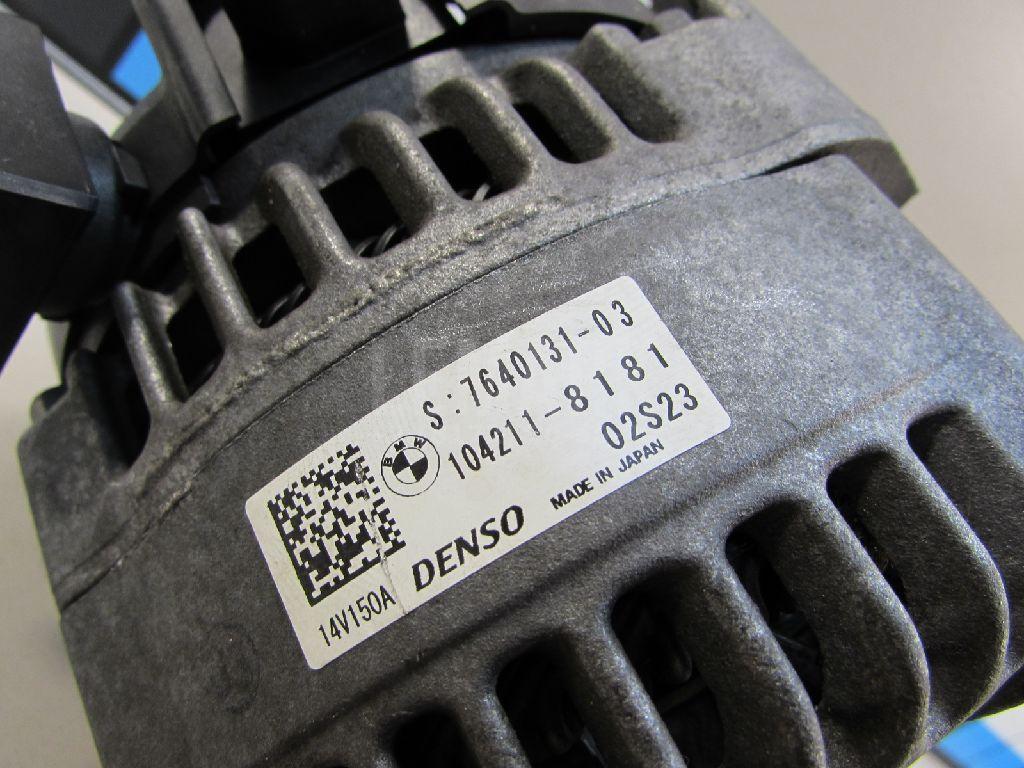 S:7640131-03
BMW
104211-8181
02S23
DENSO
MADE IN JAPAN
14V150A